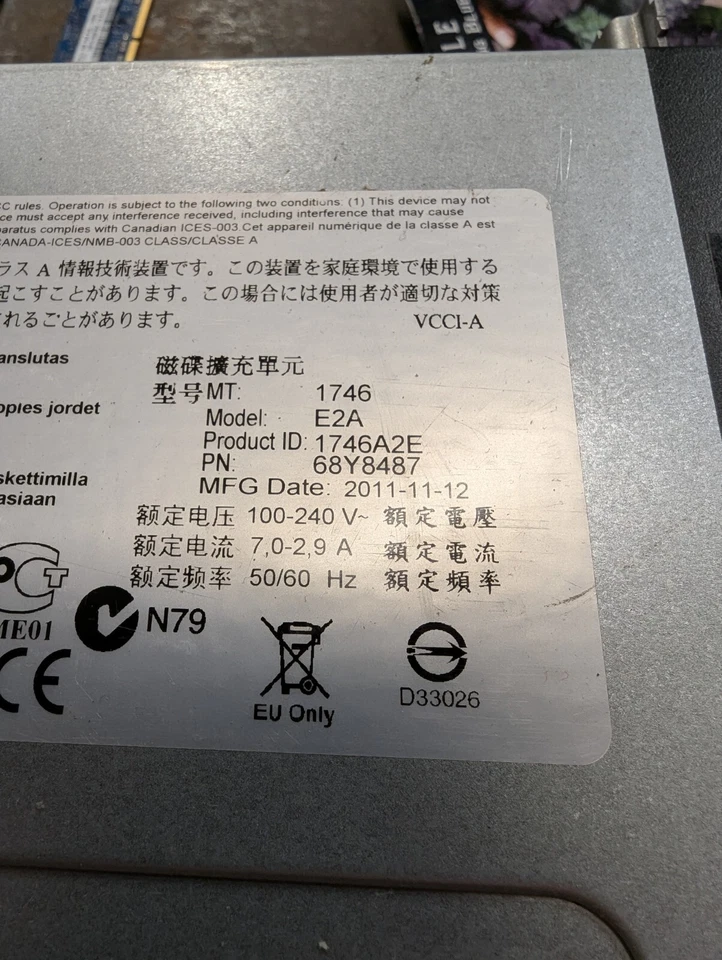 LE
C rules. Operation is subject to the following two conditions: (1) This device may not
ce must accept any interference received, including interference that may cause
paratus complies with Canadian ICES-003.Cet appareil numérique de la classe A est
CANADA-ICES/NMB-003 CLASS/CLASSE A
ラス A 情報技術装置です。この装置を家庭環境で使用する
起こすことがあります。この場合には使用者が適切な対策
れるごとがあります。
VCCI-A
anslutas
opies jordet
skettimilla
asiaan
磁碟擴充單元
型号 MT: 1746
Model: E2A
Product ID: 1746A2E
PN: 68Y8487
MFG Date: 2011-11-12
额定电压 100-240 V~ 額定電壓
额定电流 7,0-2,9 A 額定電流
额定频率 50/60 Hz 額定頻率
ME01
N79
CE
EU Only
D33026